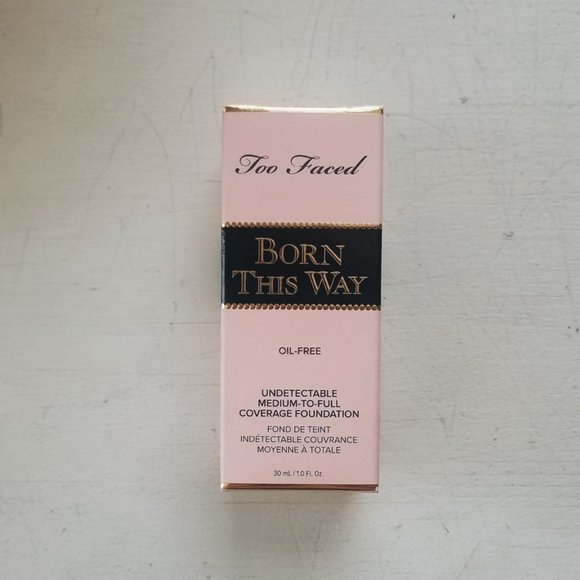 Too Faced
BORN
THIS WAY
OIL-FREE
UNDETECTABLE
MEDIUM-TO-FULL
COVERAGE FOUNDATION
FOND DE TEINT
INDÉTECTABLE COUVRANCE
MOYENNE À TOTALE
30 mL / 1.0 Fl. Oz.